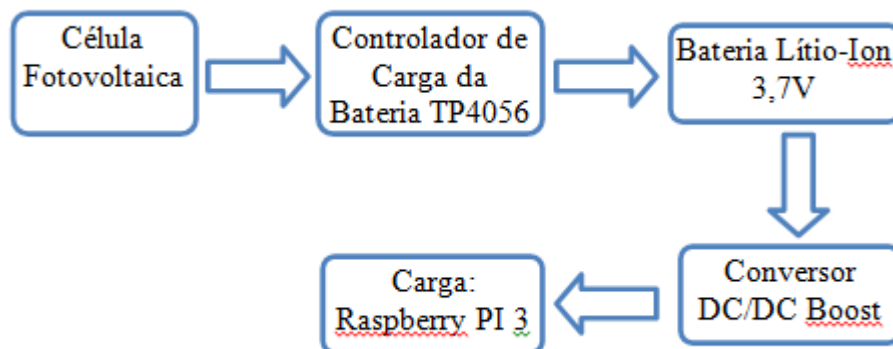 Célula
Fotovoltaica
Controlador de
Carga da
Bateria TP4056
Bateria Lítio-Ion
3,7V
Conversor
DC/DC Boost
Carga:
Raspberry PI 3